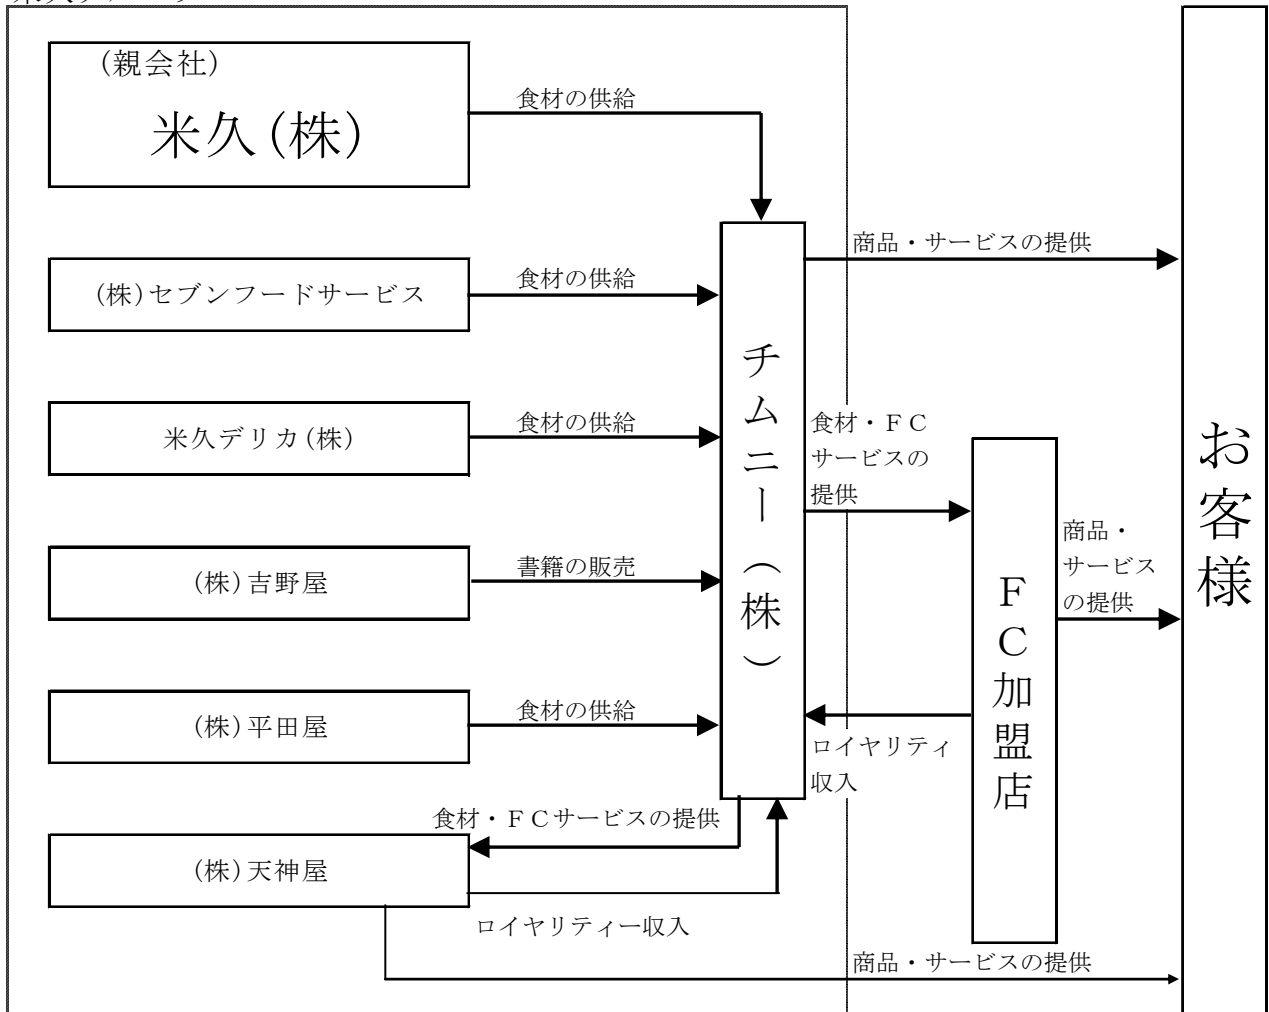 (親会社)
米久(株)
食材の供給
(株)セブンフードサービス
食材の供給
米久デリカ(株)
食材の供給
(株)吉野屋
書籍の販売
(株)平田屋
食材の供給
(株)天神屋
食材・ＦＣサービスの提供
ロイヤリティー収入
チムニー(株)
商品・サービスの提供
食材・ＦＣ
サービスの
提供
ロイヤリティ
収入
ＦＣ加盟店
商品・
サービス
の提供
商品・サービスの提供
お客様